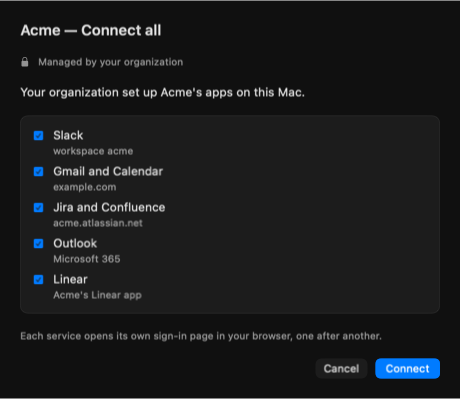 Acme — Connect all
Managed by your organization
Your organization set up Acme's apps on this Mac.
Slack
workspace acme
Gmail and Calendar
example.com
Jira and Confluence
acme.atlassian.net
Outlook
Microsoft 365
Linear
Acme's Linear app
Each service opens its own sign-in page in your browser, one after another.
Cancel
Connect